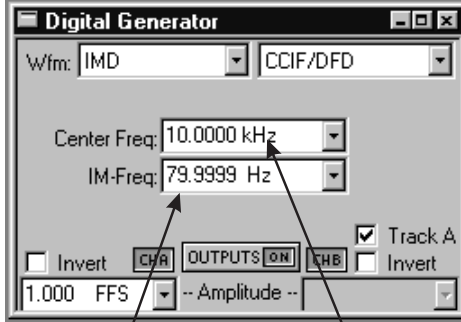 Digital Generator
Wfm: IMD CCIF/DFD
Center Freq: 10.0000 kHz
IM-Freq: 79.9999 Hz
Track A
Invert CHA OUTPUTS ON CHB Invert
1.000 FFS -- Amplitude --